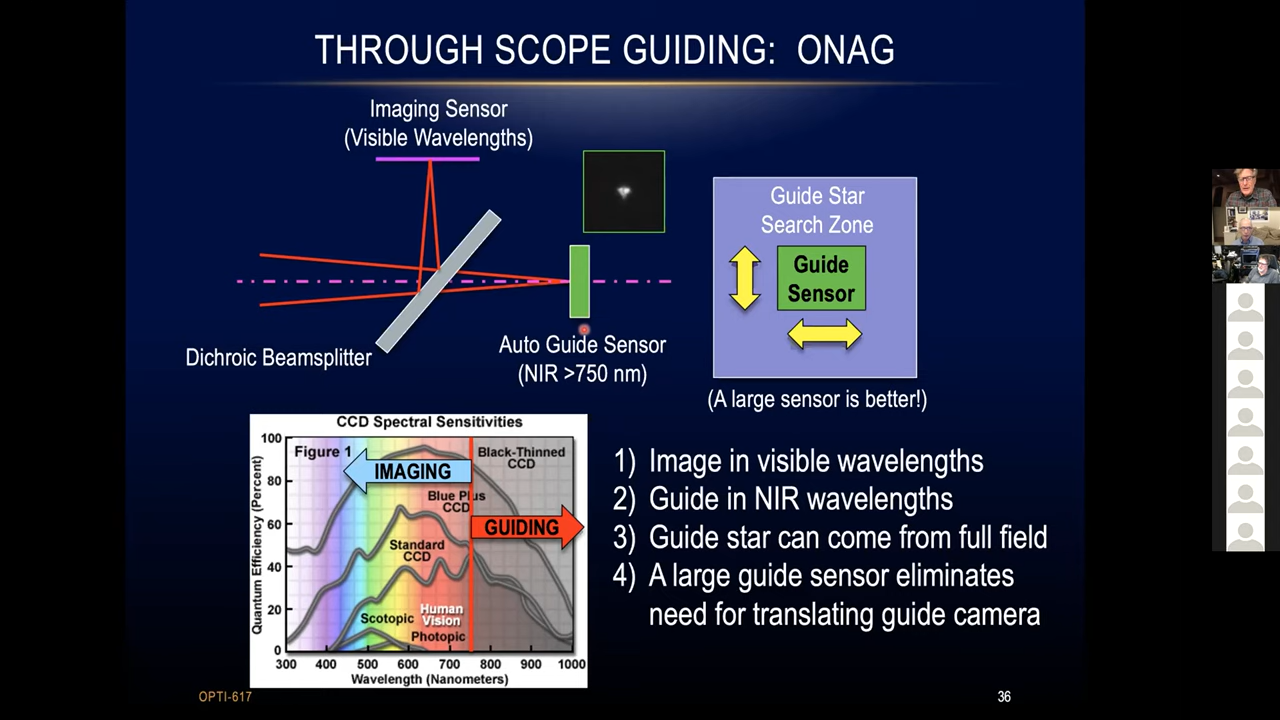 THROUGH SCOPE GUIDING: ONAG
Imaging Sensor
(Visible Wavelengths)
Dichroic Beamsplitter
Auto Guide Sensor
(NIR >750 nm)
Guide Star
Search Zone
Guide
Sensor
(A large sensor is better!)
CCD Spectral Sensitivities
Figure 1
IMAGING
Black-Thinned
CCD
Blue Plus
CCD
GUIDING
Standard
CCD
Human
Vision
Scotopic
Photopic
Quantum Efficiency (Percent)
100
80
60
40
20
0
300 400 500 600 700 800 900 1000
Wavelength (Nanometers)
1) Image in visible wavelengths
2) Guide in NIR wavelengths
3) Guide star can come from full field
4) A large guide sensor eliminates
need for translating guide camera
OPTI-617
36